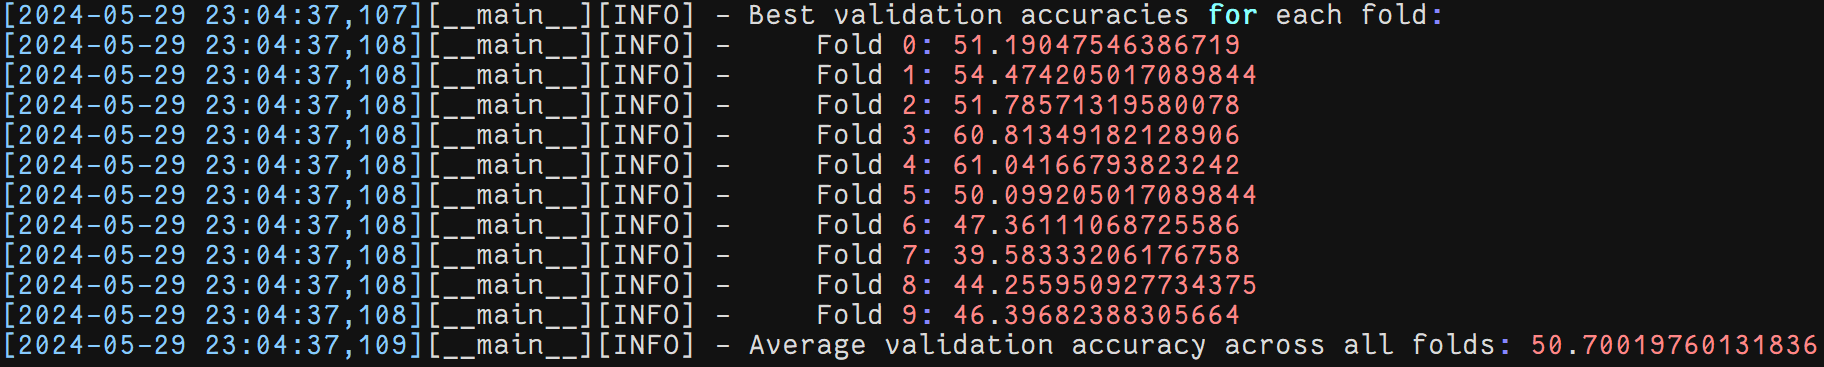 [2024-05-29 23:04:37,107][__main__][INFO] - Best validation accuracies for each fold:
[2024-05-29 23:04:37,108][__main__][INFO] -     Fold 0: 51.19047546386719
[2024-05-29 23:04:37,108][__main__][INFO] -     Fold 1: 54.474205017089844
[2024-05-29 23:04:37,108][__main__][INFO] -     Fold 2: 51.78571319580078
[2024-05-29 23:04:37,108][__main__][INFO] -     Fold 3: 60.81349182128906
[2024-05-29 23:04:37,108][__main__][INFO] -     Fold 4: 61.04166793823242
[2024-05-29 23:04:37,108][__main__][INFO] -     Fold 5: 50.099205017089844
[2024-05-29 23:04:37,108][__main__][INFO] -     Fold 6: 47.36111068725586
[2024-05-29 23:04:37,108][__main__][INFO] -     Fold 7: 39.58333206176758
[2024-05-29 23:04:37,108][__main__][INFO] -     Fold 8: 44.255950927734375
[2024-05-29 23:04:37,108][__main__][INFO] -     Fold 9: 46.39682388305664
[2024-05-29 23:04:37,109][__main__][INFO] - Average validation accuracy across all folds: 50.70019760131836